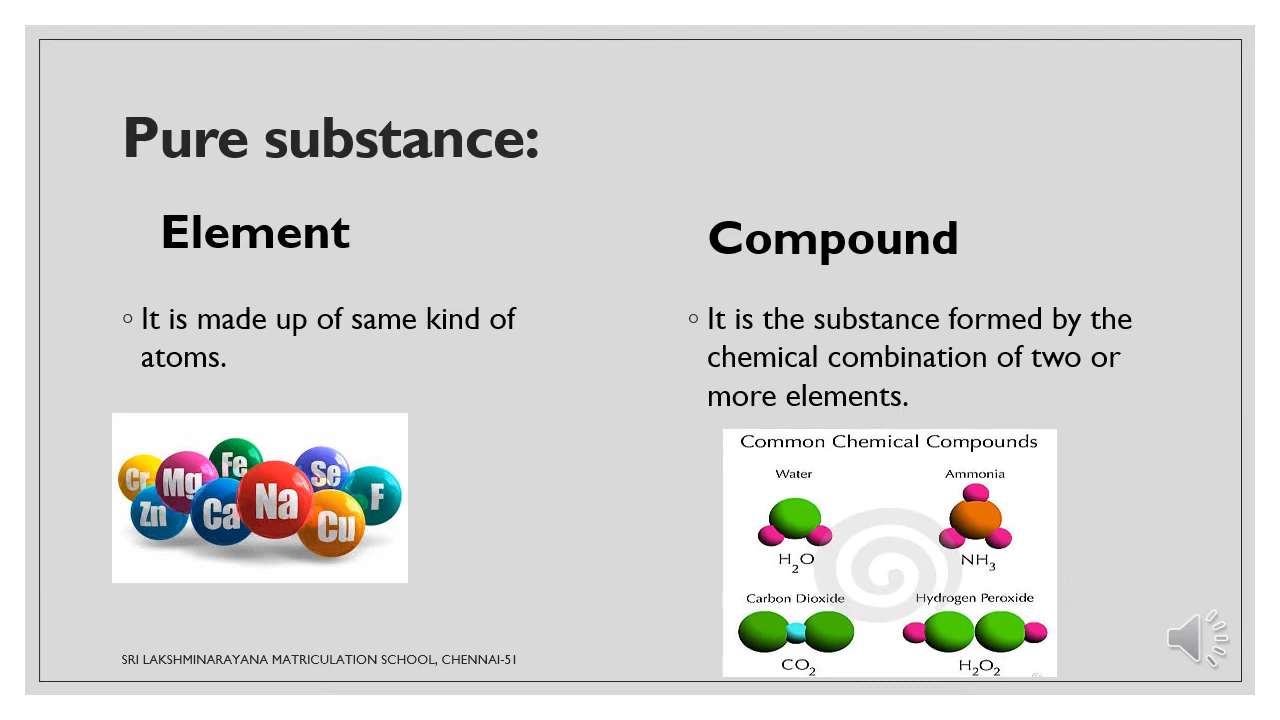 Pure substance:
Element
◦ It is made up of same kind of
atoms.
Cr Mg Fe Se F
Zn Ca Na Cu
Compound
◦ It is the substance formed by the
chemical combination of two or
more elements.
Common Chemical Compounds
Water Ammonia
H₂O NH₃
Carbon Dioxide Hydrogen Peroxide
CO₂ H₂O₂
SRI LAKSHMINARAYANA MATRICULATION SCHOOL, CHENNAI-51